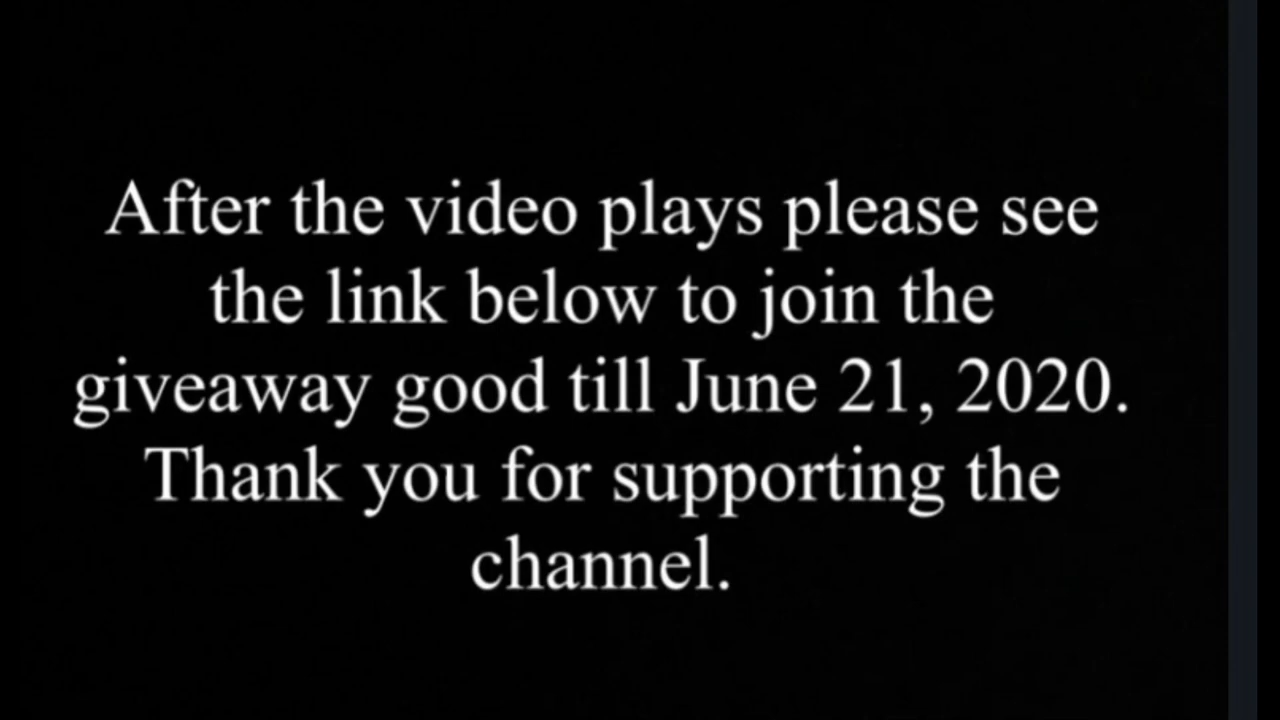 After the video plays please see
the link below to join the
giveaway good till June 21, 2020.
Thank you for supporting the
channel.